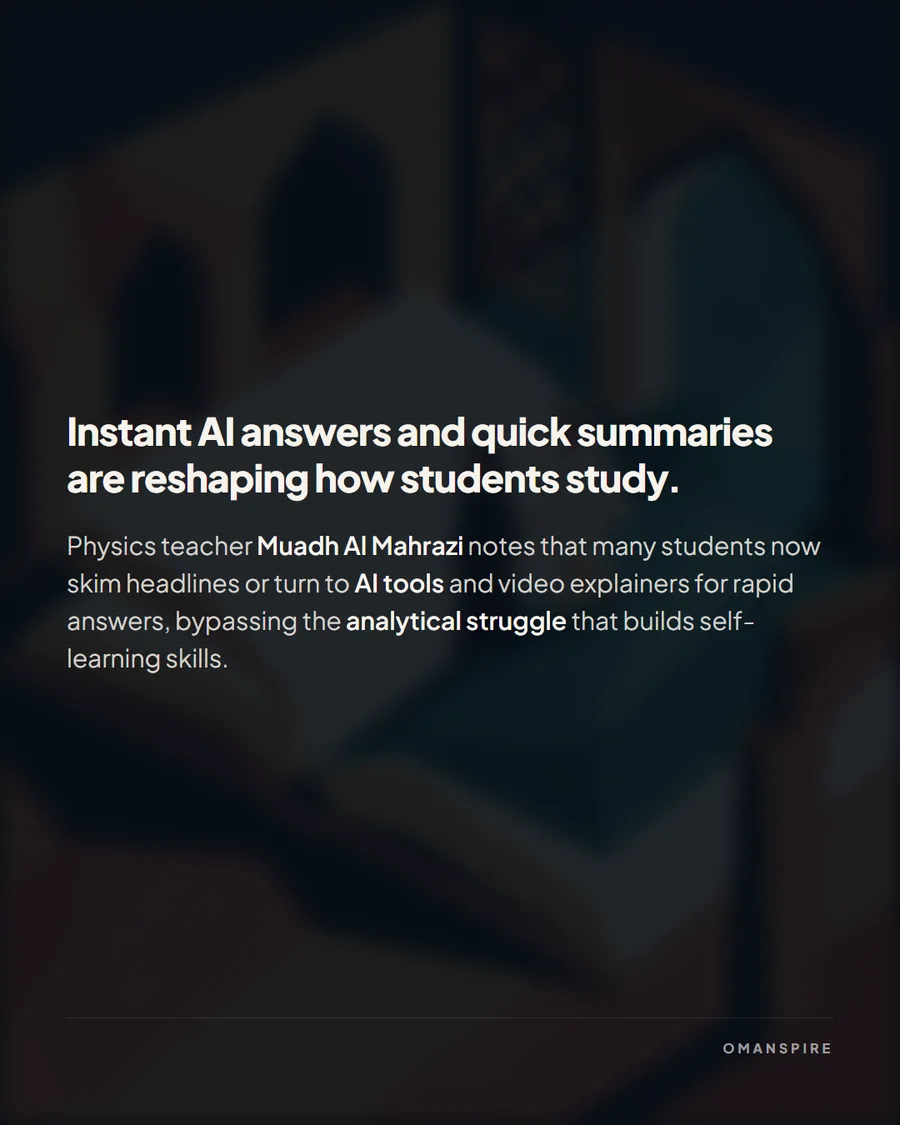 Instant AI answers and quick summaries
are reshaping how students study.
Physics teacher Muadh Al Mahrazi notes that many students now
skim headlines or turn to AI tools and video explainers for rapid
answers, bypassing the analytical struggle that builds self-
learning skills.
OMANSPIRE